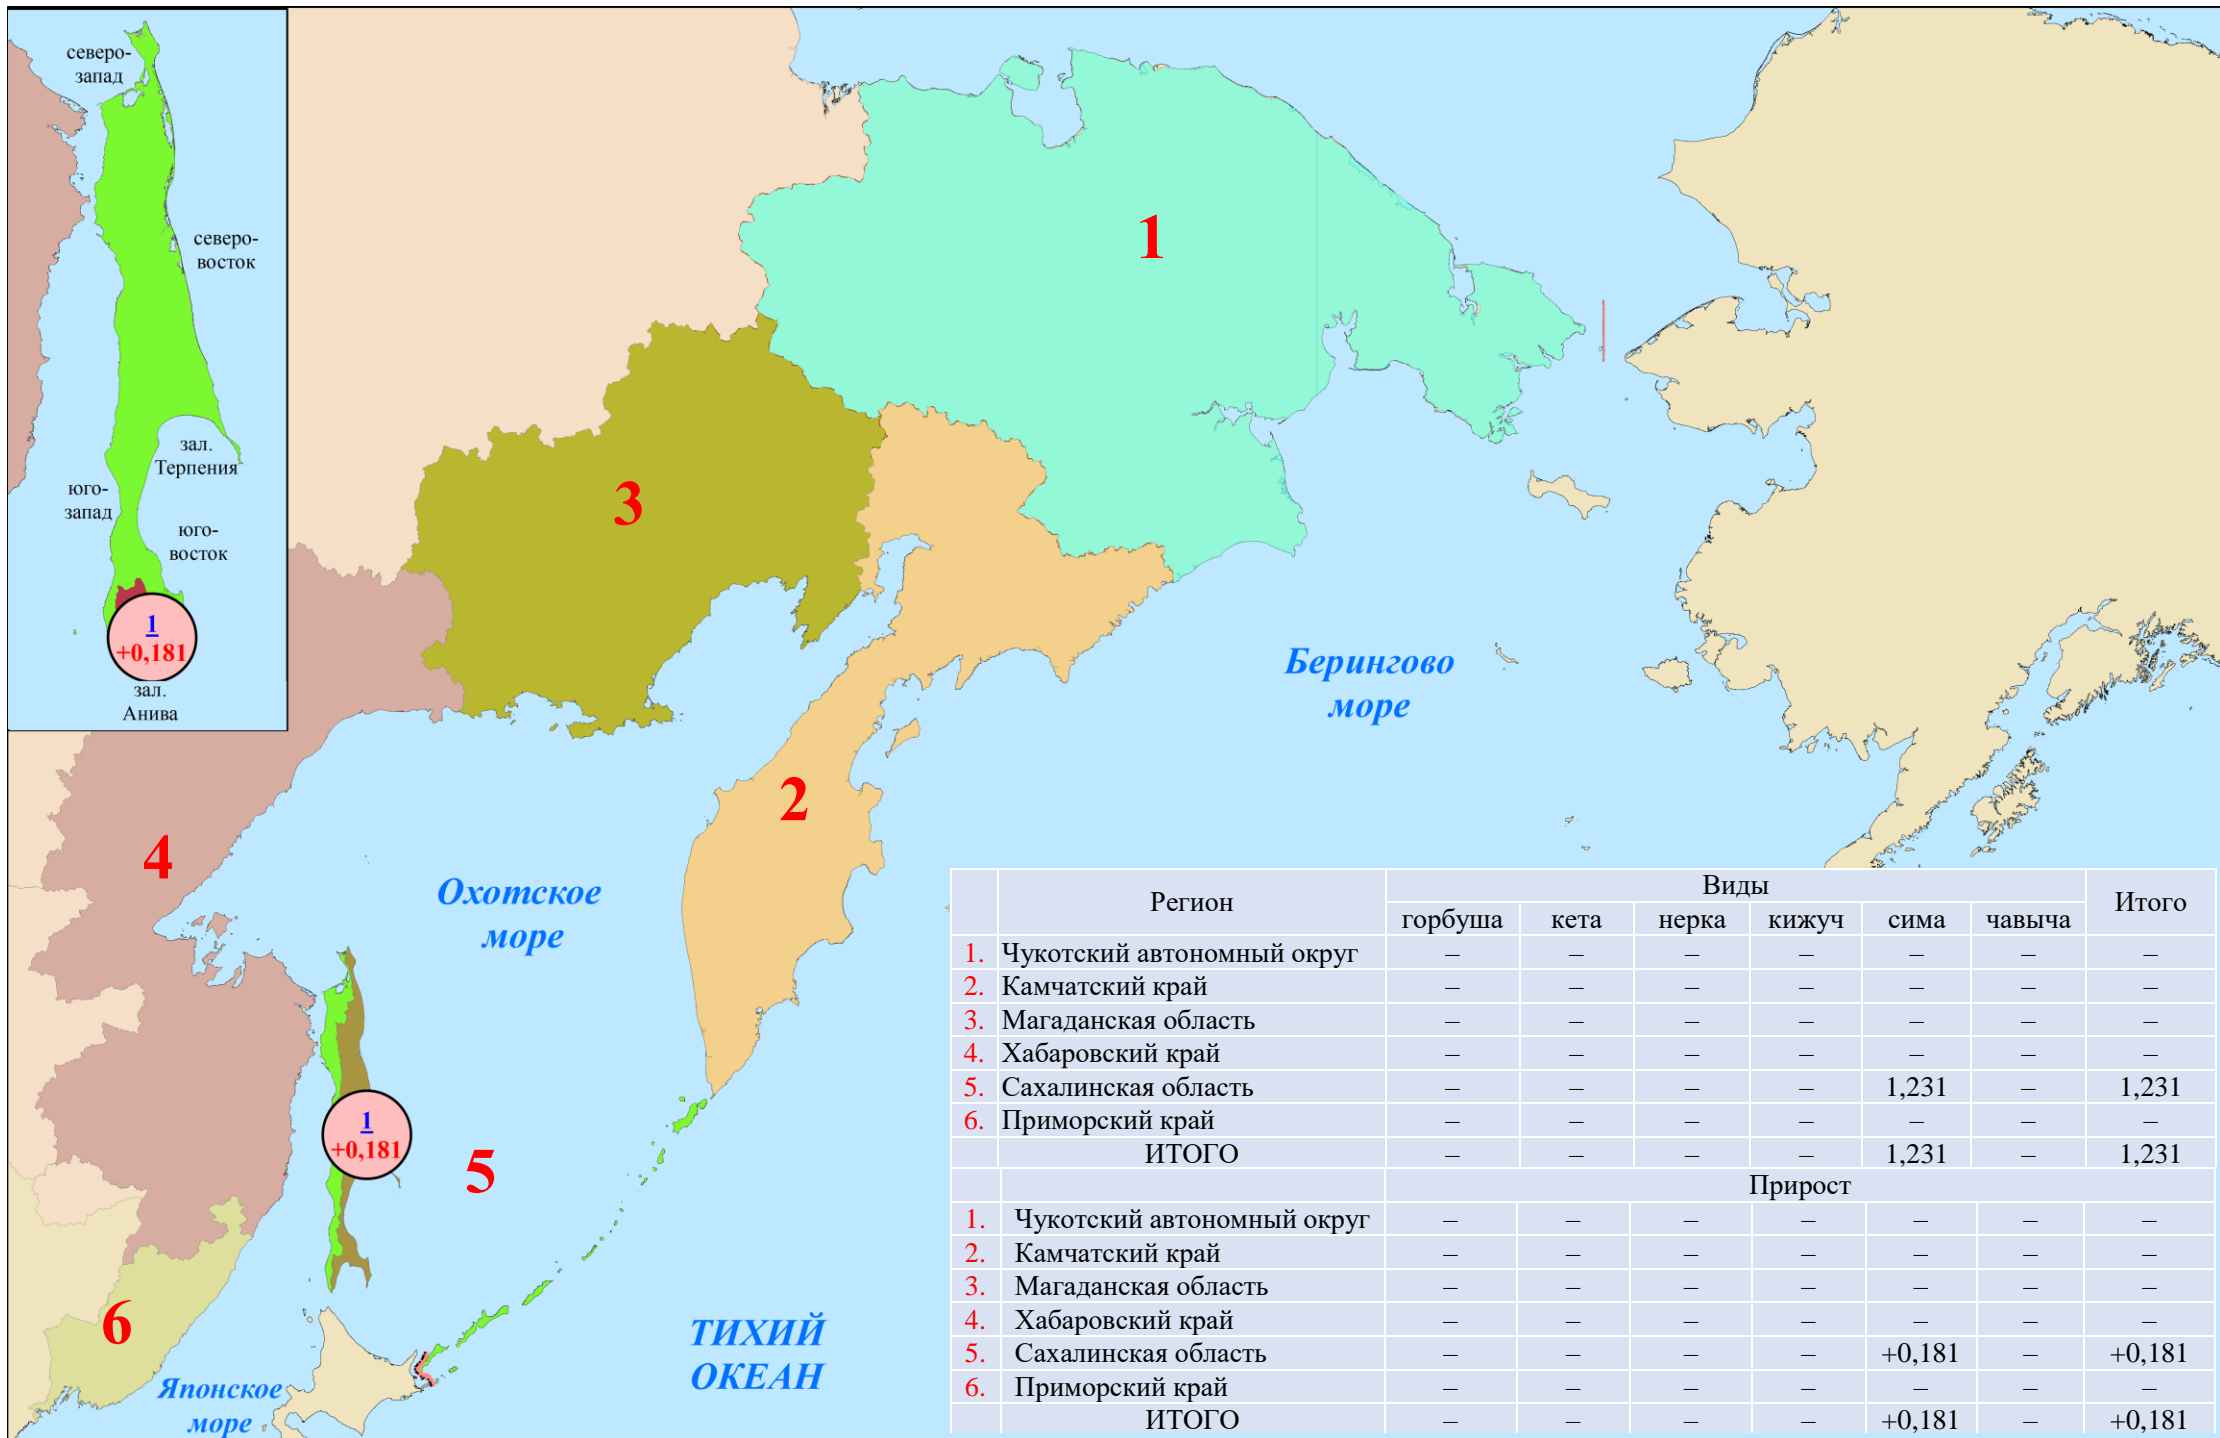 северо-
запад
северо-
восток
зал.
Терпения
юго-
запад
юго-
восток
1
+0,181
зал.
Анива
1
2
3
4
5
6
1
+0,181
Берингово
море
Охотское
море
ТИХИЙ
ОКЕАН
Японское
море
Регион Виды Итого
горбуша кета нерка кижуч сима чавыча
1. Чукотский автономный округ – – – – – – –
2. Камчатский край – – – – – – –
3. Магаданская область – – – – – – –
4. Хабаровский край – – – – – – –
5. Сахалинская область – – – – 1,231 – 1,231
6. Приморский край – – – – – – –
ИТОГО – – – – 1,231 – 1,231
Прирост
1. Чукотский автономный округ – – – – – – –
2. Камчатский край – – – – – – –
3. Магаданская область – – – – – – –
4. Хабаровский край – – – – – – –
5. Сахалинская область – – – – +0,181 – +0,181
6. Приморский край – – – – – – –
ИТОГО – – – – +0,181 – +0,181